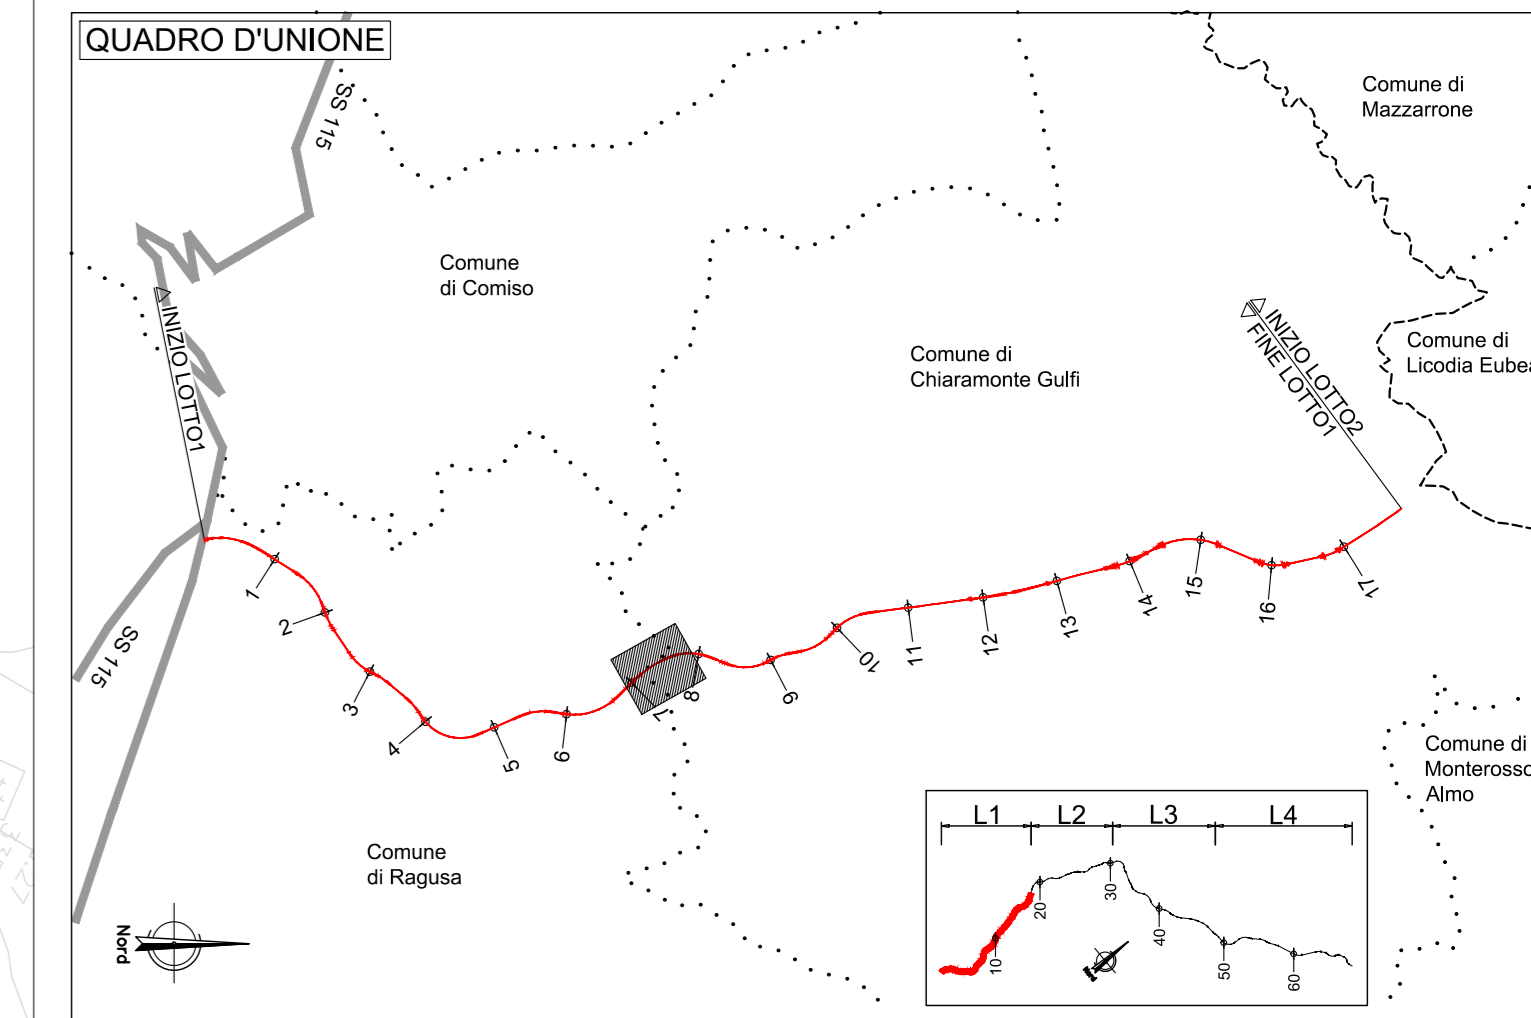 QUADRO D'UNIONE
SS 115
Comune di
Mazzarrone
Comune
di Comiso
INIZIO LOTTO1
Comune di
Chiaramonte Gulfi
INIZIO LOTTO2
FINE LOTTO1
Comune di
Licodia Eubea
1
2
3
4
5
6
7
8
9
10
11
12
13
14
15
16
17
SS 115
Comune
di Ragusa
Comune di
Monterosso
Almo
Nord
L1
L2
L3
L4
10
20
30
40
50
60